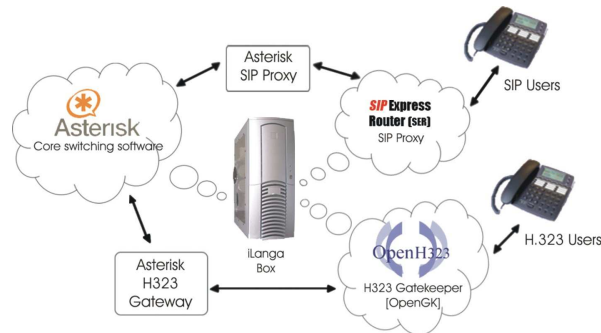 Asterisk
SIP Proxy
Asterisk
Core switching software
SIP Express
Router (SER)
SIP Proxy
SIP Users
iLanga
Box
Asterisk
H323
Gateway
OpenH323
H323 Gatekeeper
[OpenGK]
H.323 Users